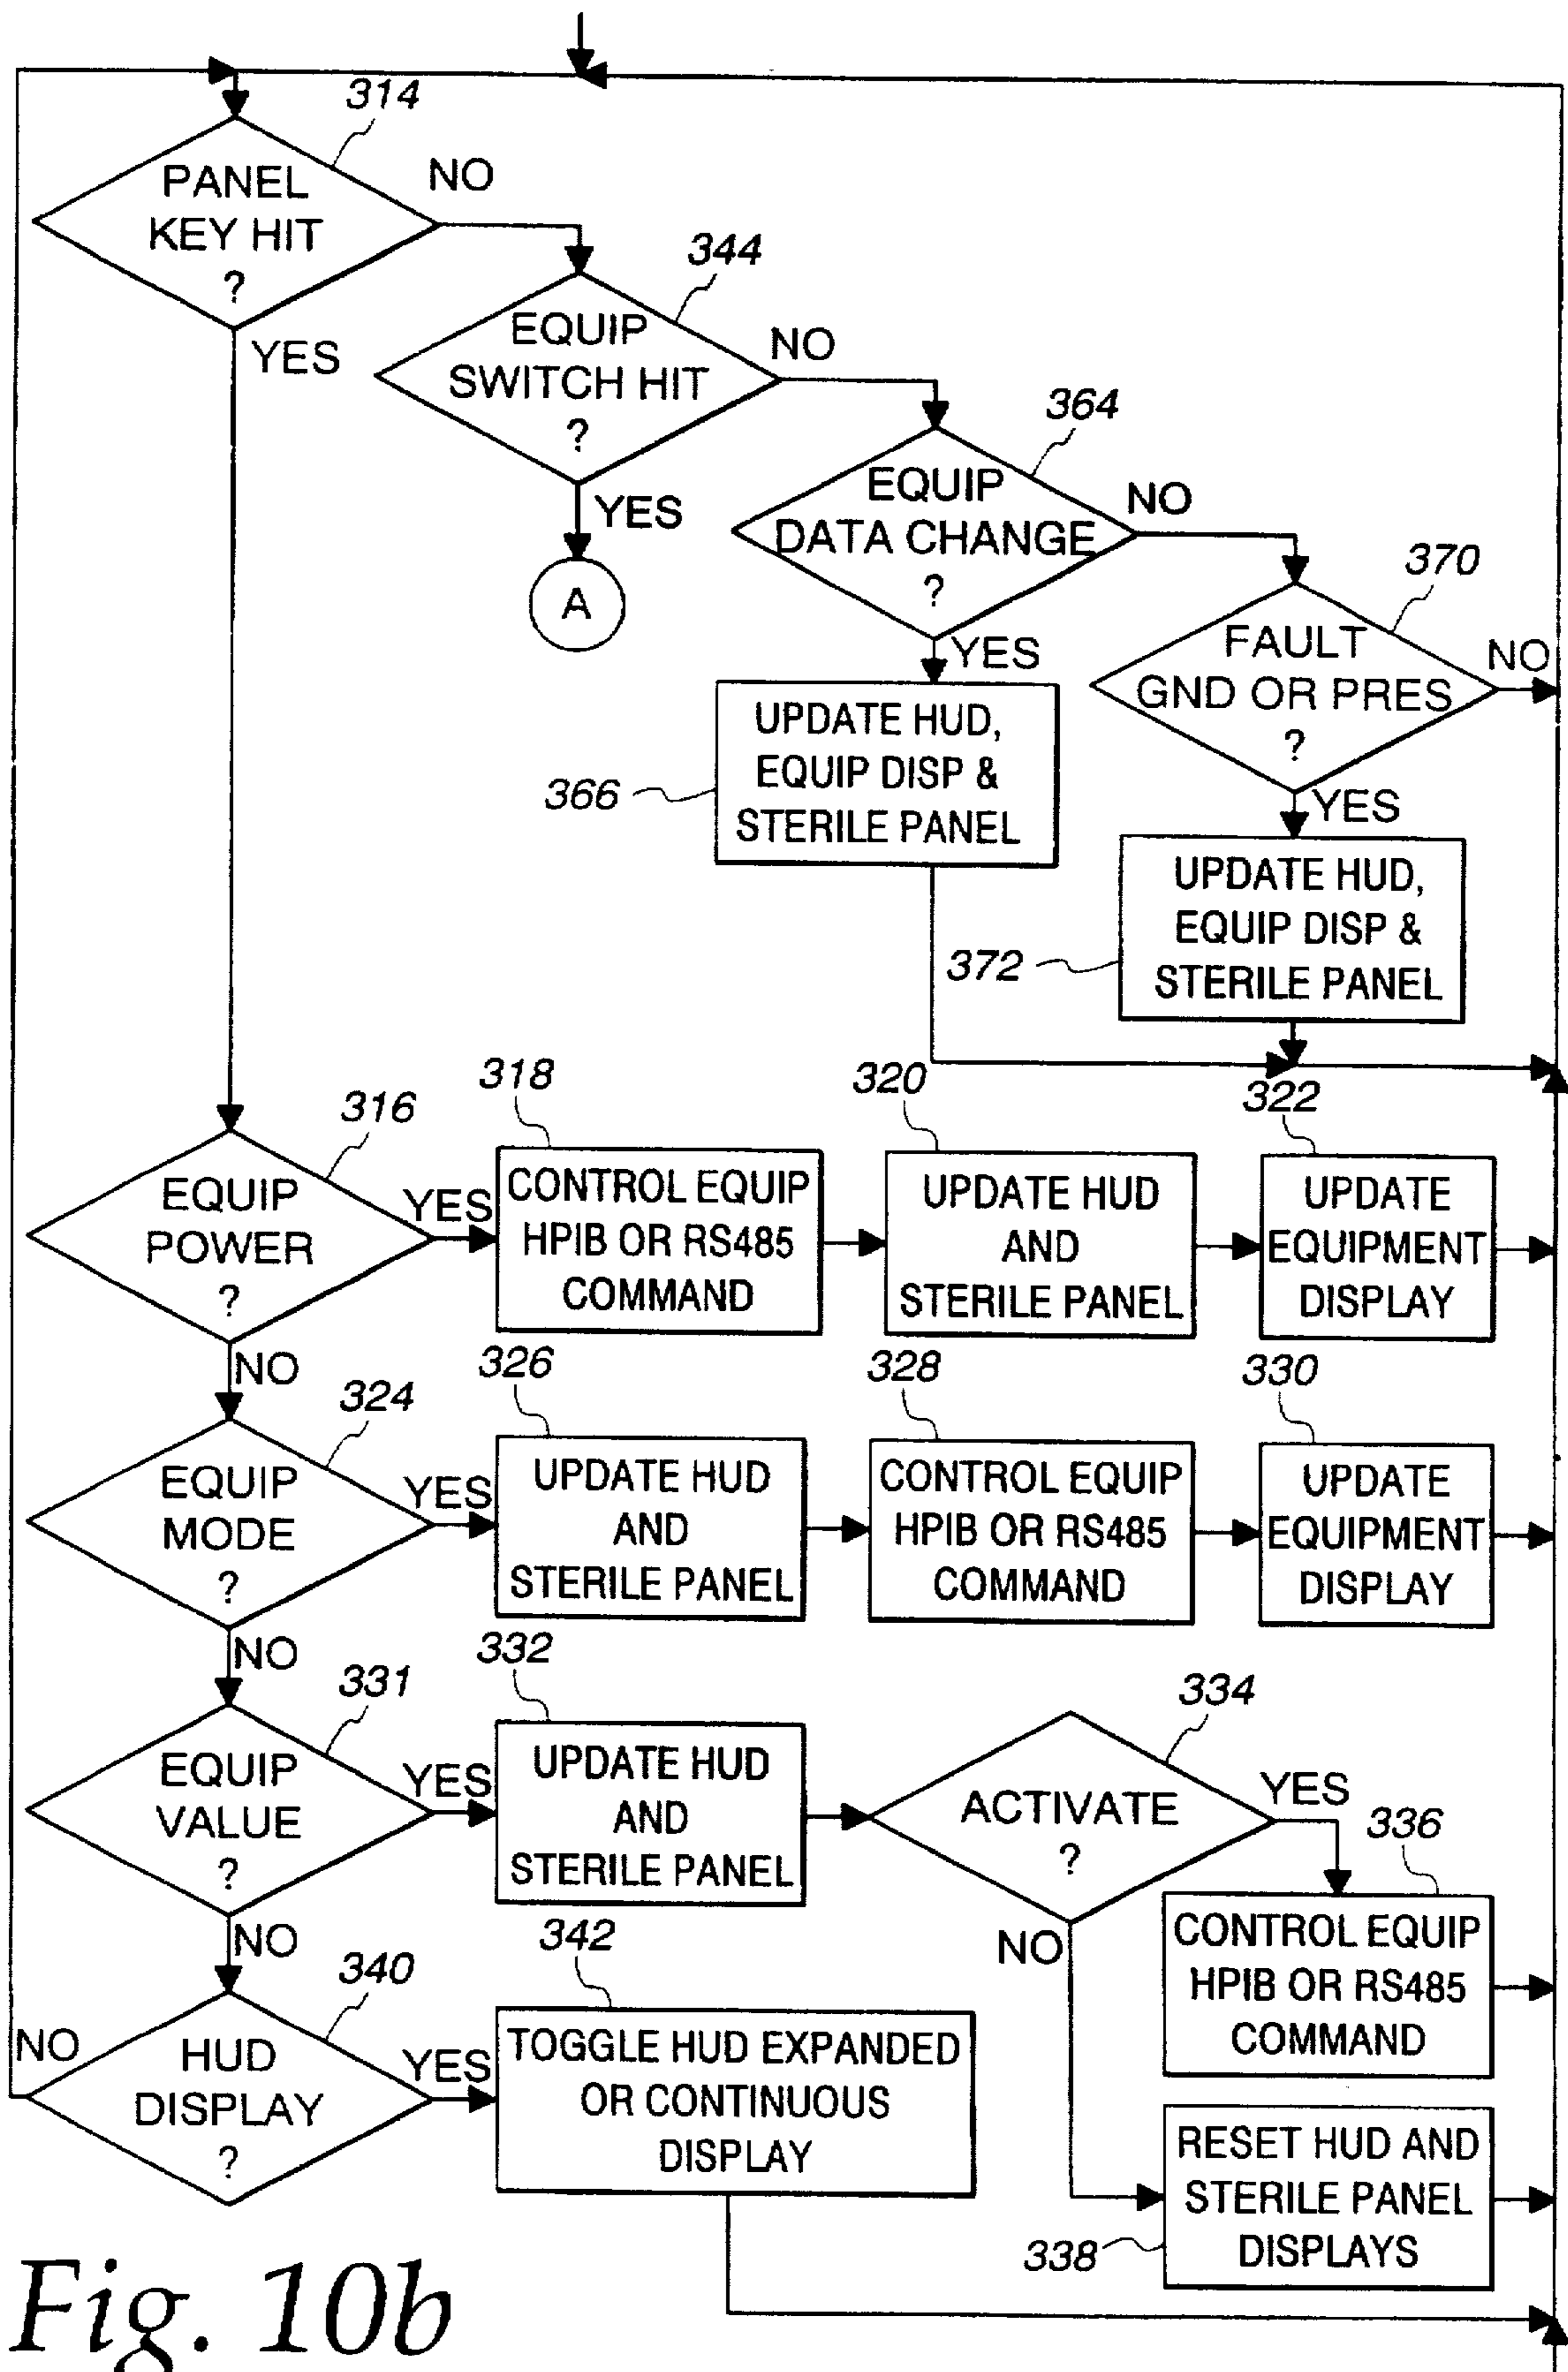 314
PANEL
KEY HIT
?
NO
YES
344
EQUIP
SWITCH HIT
?
NO
YES
A
364
EQUIP
DATA CHANGE
?
NO
YES
370
FAULT
GND OR PRES
?
NO
YES
366
UPDATE HUD,
EQUIP DISP &
STERILE PANEL
372
UPDATE HUD,
EQUIP DISP &
STERILE PANEL
316
EQUIP
POWER
?
YES
NO
318
CONTROL EQUIP
HPIB OR RS485
COMMAND
320
UPDATE HUD
AND
STERILE PANEL
322
UPDATE
EQUIPMENT
DISPLAY
324
EQUIP
MODE
?
YES
NO
326
UPDATE HUD
AND
STERILE PANEL
328
CONTROL EQUIP
HPIB OR RS485
COMMAND
330
UPDATE
EQUIPMENT
DISPLAY
331
EQUIP
VALUE
?
YES
NO
332
UPDATE HUD
AND
STERILE PANEL
334
ACTIVATE
?
YES
NO
336
CONTROL EQUIP
HPIB OR RS485
COMMAND
340
HUD
DISPLAY
?
NO
YES
342
TOGGLE HUD EXPANDED
OR CONTINUOUS
DISPLAY
338
RESET HUD AND
STERILE PANEL
DISPLAYS
Fig. 10b